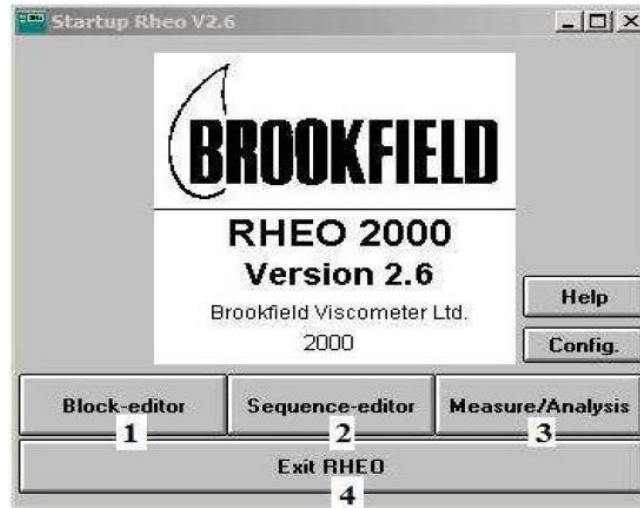 Startup Rheo V2.6
BROOKFIELD
RHEO 2000
Version 2.6
Brookfield Viscometer Ltd.
2000
Help
Config.
Block-editor Sequence-editor Measure/Analysis
1 2 3
Exit RHEO
4